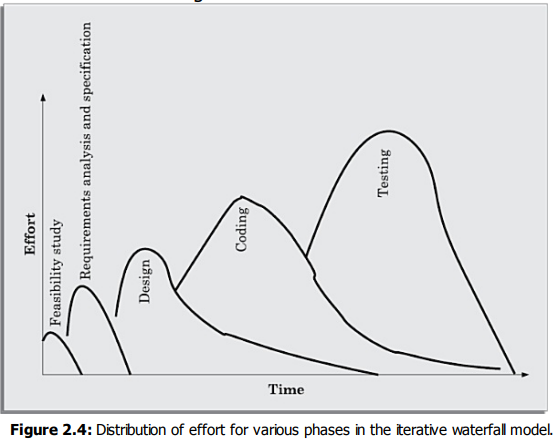 Effort
Feasibility study
Requirements analysis and specification
Design
Coding
Testing
Time
Figure 2.4: Distribution of effort for various phases in the iterative waterfall model.